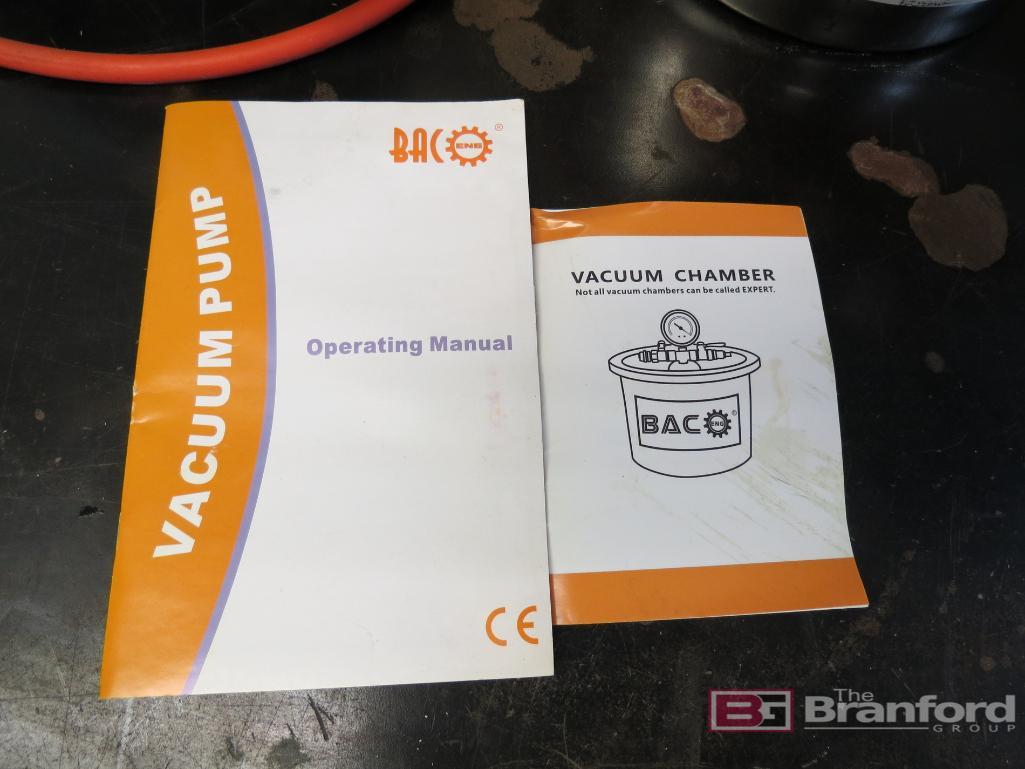 BAC ENG ®
VACUUM PUMP
Operating Manual
CE
VACUUM CHAMBER
Not all vacuum chambers can be called EXPERT.
BAC ENG ®
BG The
Branford
GROUP